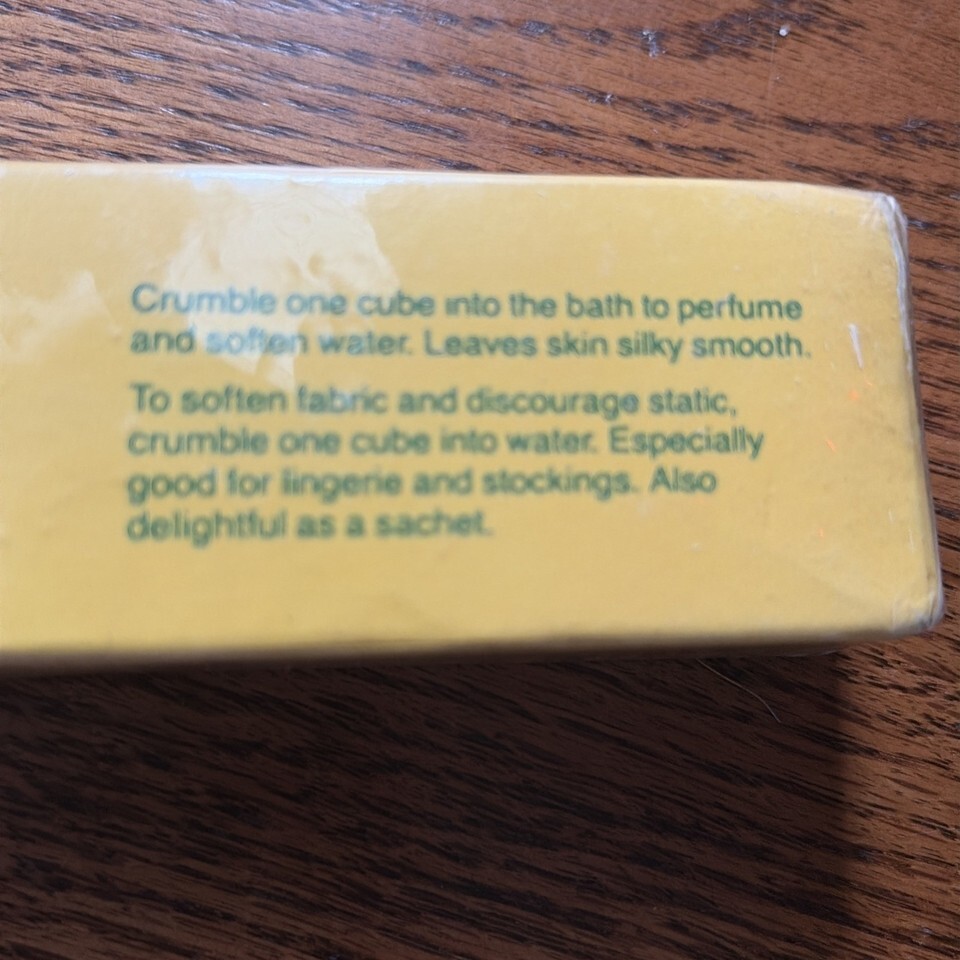 Crumble one cube into the bath to perfume
and soften water. Leaves skin silky smooth.
To soften fabric and discourage static,
crumble one cube into water. Especially
good for lingerie and stockings. Also
delightful as a sachet.